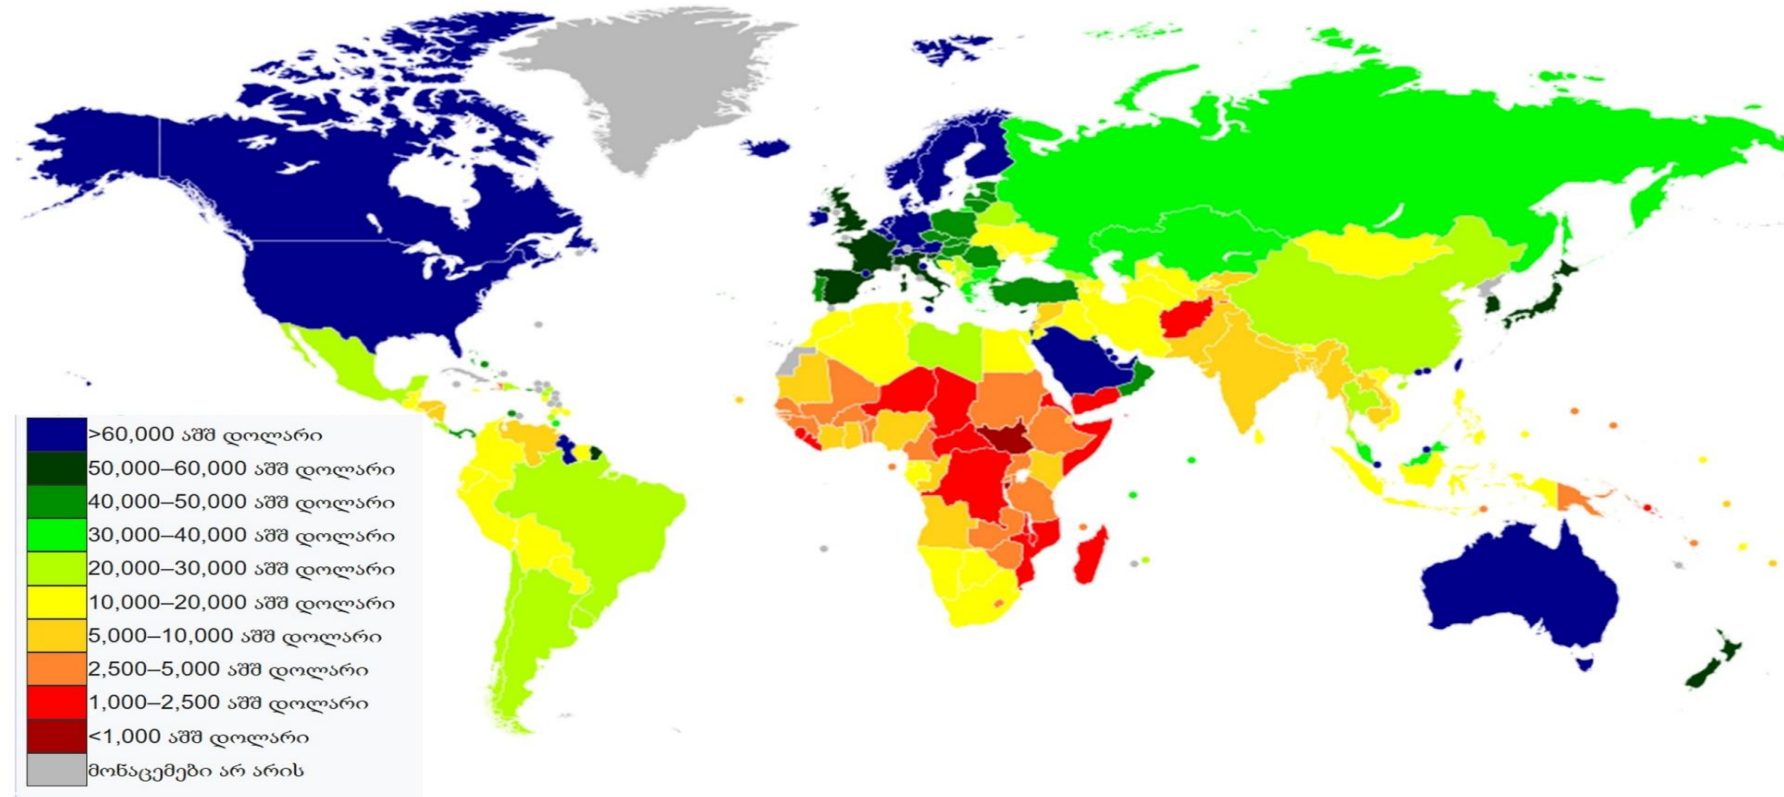 >60,000 აშშ დოლარი
50,000–60,000 აშშ დოლარი
40,000–50,000 აშშ დოლარი
30,000–40,000 აშშ დოლარი
20,000–30,000 აშშ დოლარი
10,000–20,000 აშშ დოლარი
5,000–10,000 აშშ დოლარი
2,500–5,000 აშშ დოლარი
1,000–2,500 აშშ დოლარი
<1,000 აშშ დოლარი
მონაცემები არ არის